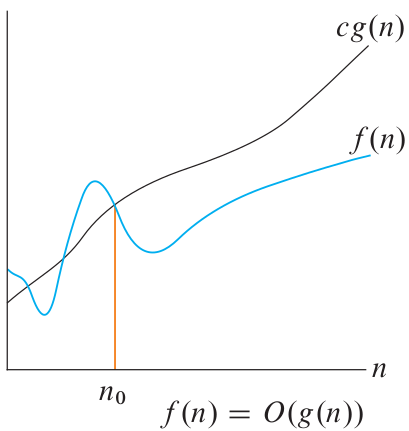 cg(n)
f(n)
n
n₀
f(n) = O(g(n))